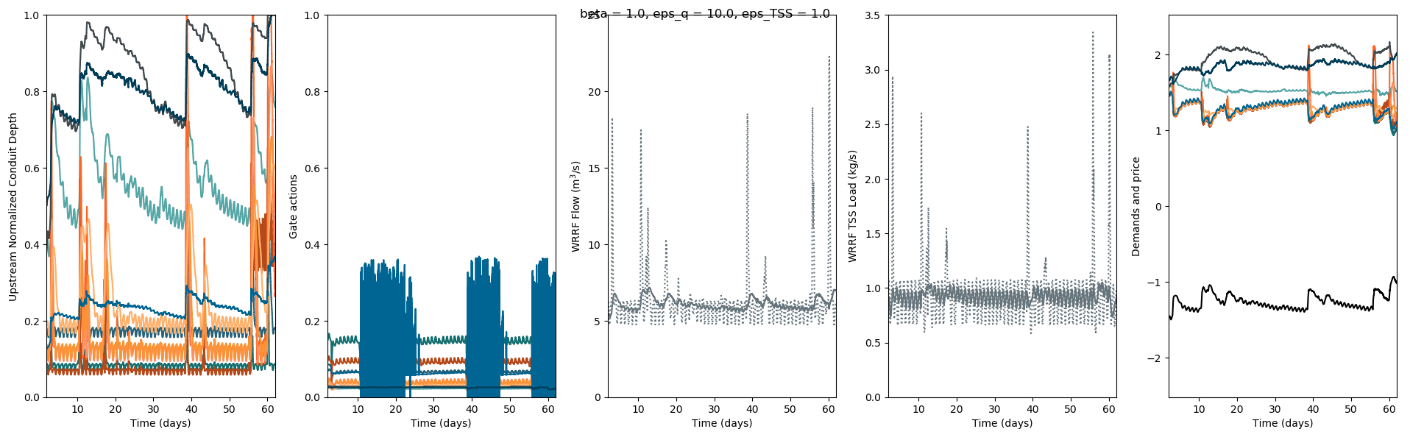 beta = 1.0, eps_q = 10.0, eps_TSS = 1.0
Upstream Normalized Conduit Depth
1.0
0.8
0.6
0.4
0.2
0.0
10 20 30 40 50 60
Time (days)
Gate actions
1.0
0.8
0.6
0.4
0.2
0.0
10 20 30 40 50 60
Time (days)
WRRF Flow (m³/s)
25
20
15
10
5
0
10 20 30 40 50 60
Time (days)
WRRF TSS Load (kg/s)
3.5
3.0
2.5
2.0
1.5
1.0
0.5
0.0
10 20 30 40 50 60
Time (days)
Demands and price
2
1
0
−1
−2
10 20 30 40 50 60
Time (days)